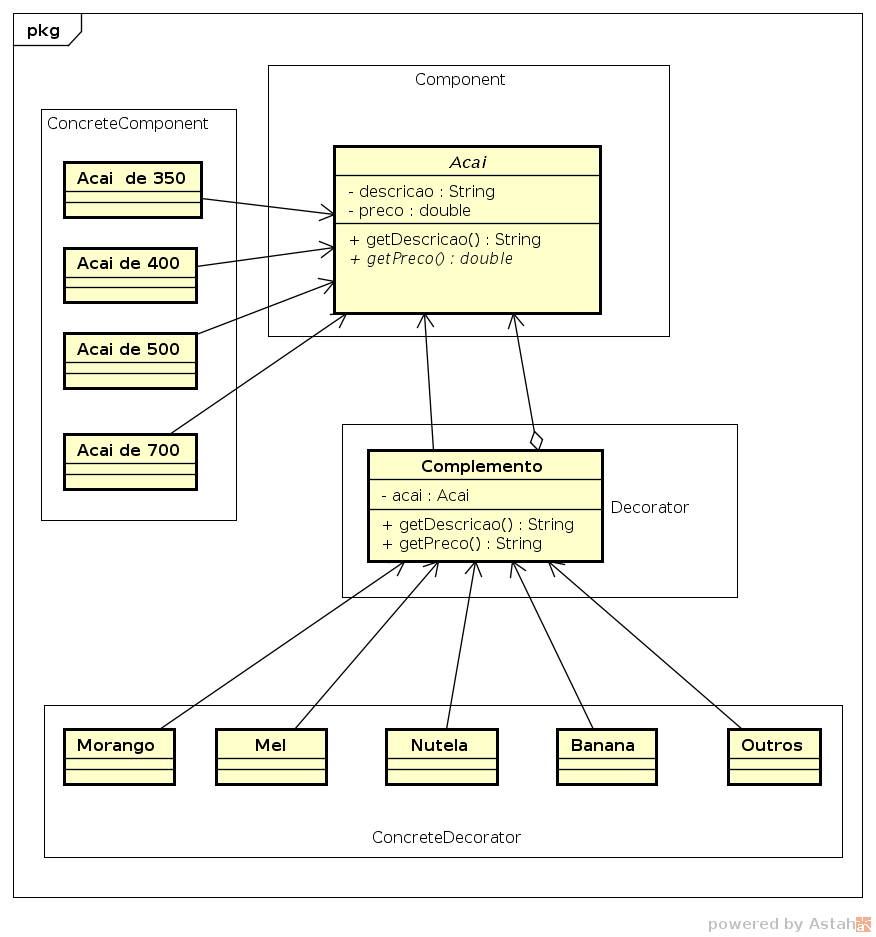 pkg
Component
ConcreteComponent
Acai
- descricao : String
- preco : double
+ getDescricao() : String
+ getPreco() : double
Acai  de 350
Acai de 400
Acai de 500
Acai de 700
Complemento
- acai : Acai
+ getDescricao() : String
+ getPreco() : String
Decorator
Morango
Mel
Nutela
Banana
Outros
ConcreteDecorator
powered by Astah